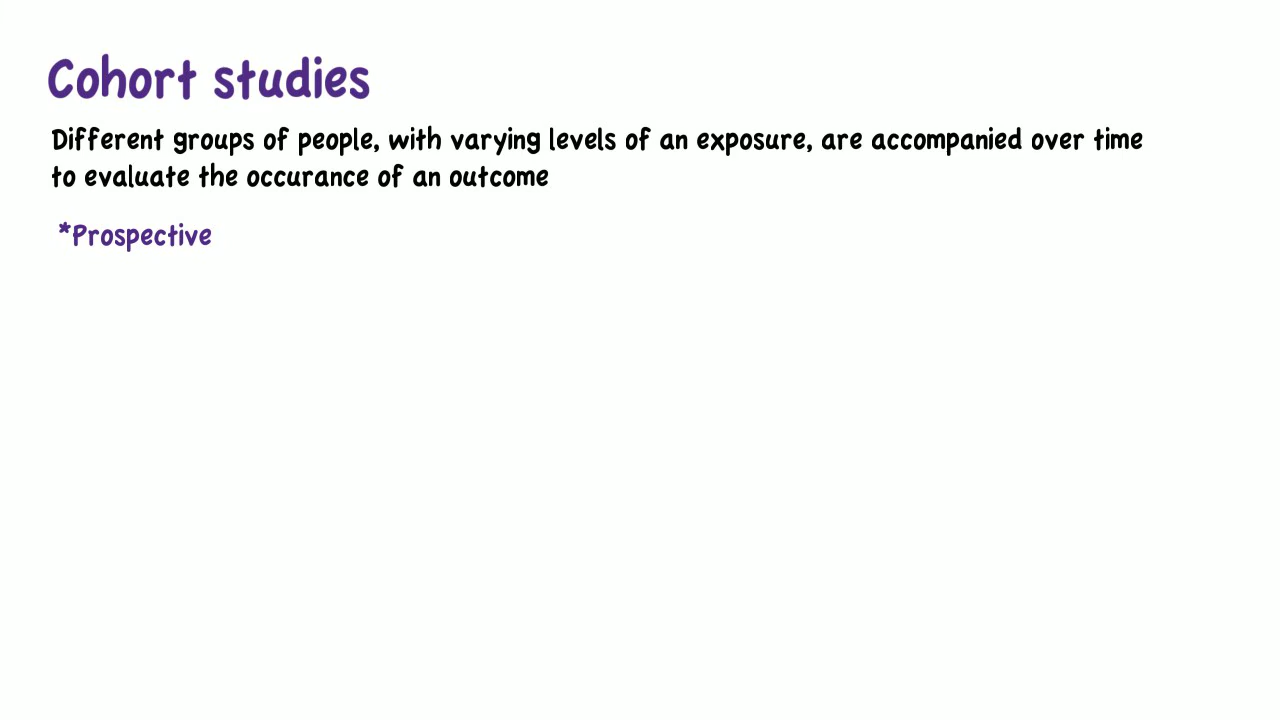 Cohort studies
Different groups of people, with varying levels of an exposure, are accompanied over time
to evaluate the occurance of an outcome
*Prospective